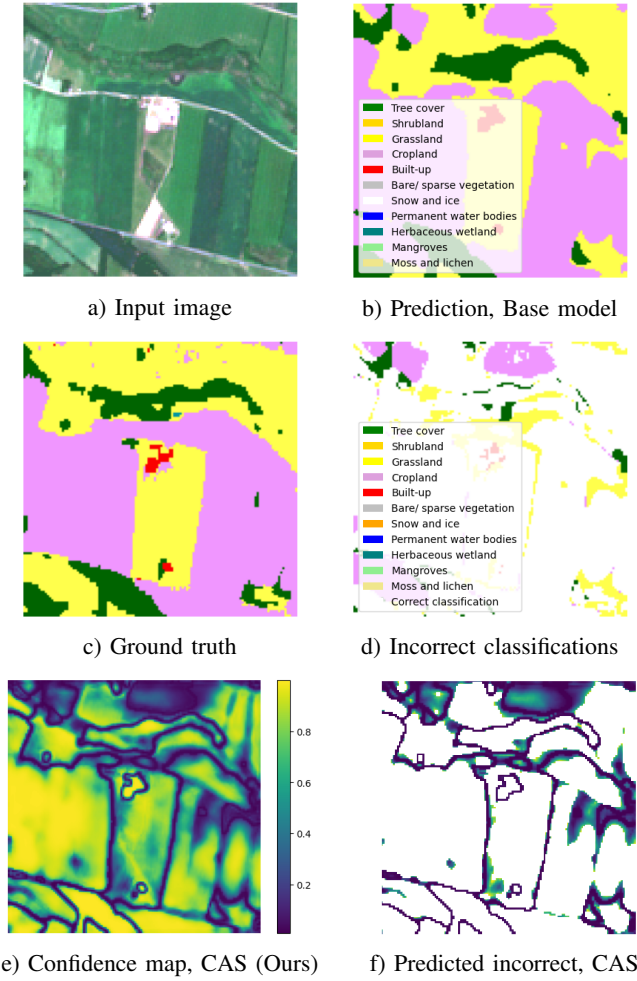 a) Input image
Tree cover
Shrubland
Grassland
Cropland
Built-up
Bare/ sparse vegetation
Snow and ice
Permanent water bodies
Herbaceous wetland
Mangroves
Moss and lichen
b) Prediction, Base model
c) Ground truth
Tree cover
Shrubland
Grassland
Cropland
Built-up
Bare/ sparse vegetation
Snow and ice
Permanent water bodies
Herbaceous wetland
Mangroves
Moss and lichen
Correct classification
d) Incorrect classifications
0.8
0.6
0.4
0.2
e) Confidence map, CAS (Ours)
f) Predicted incorrect, CAS